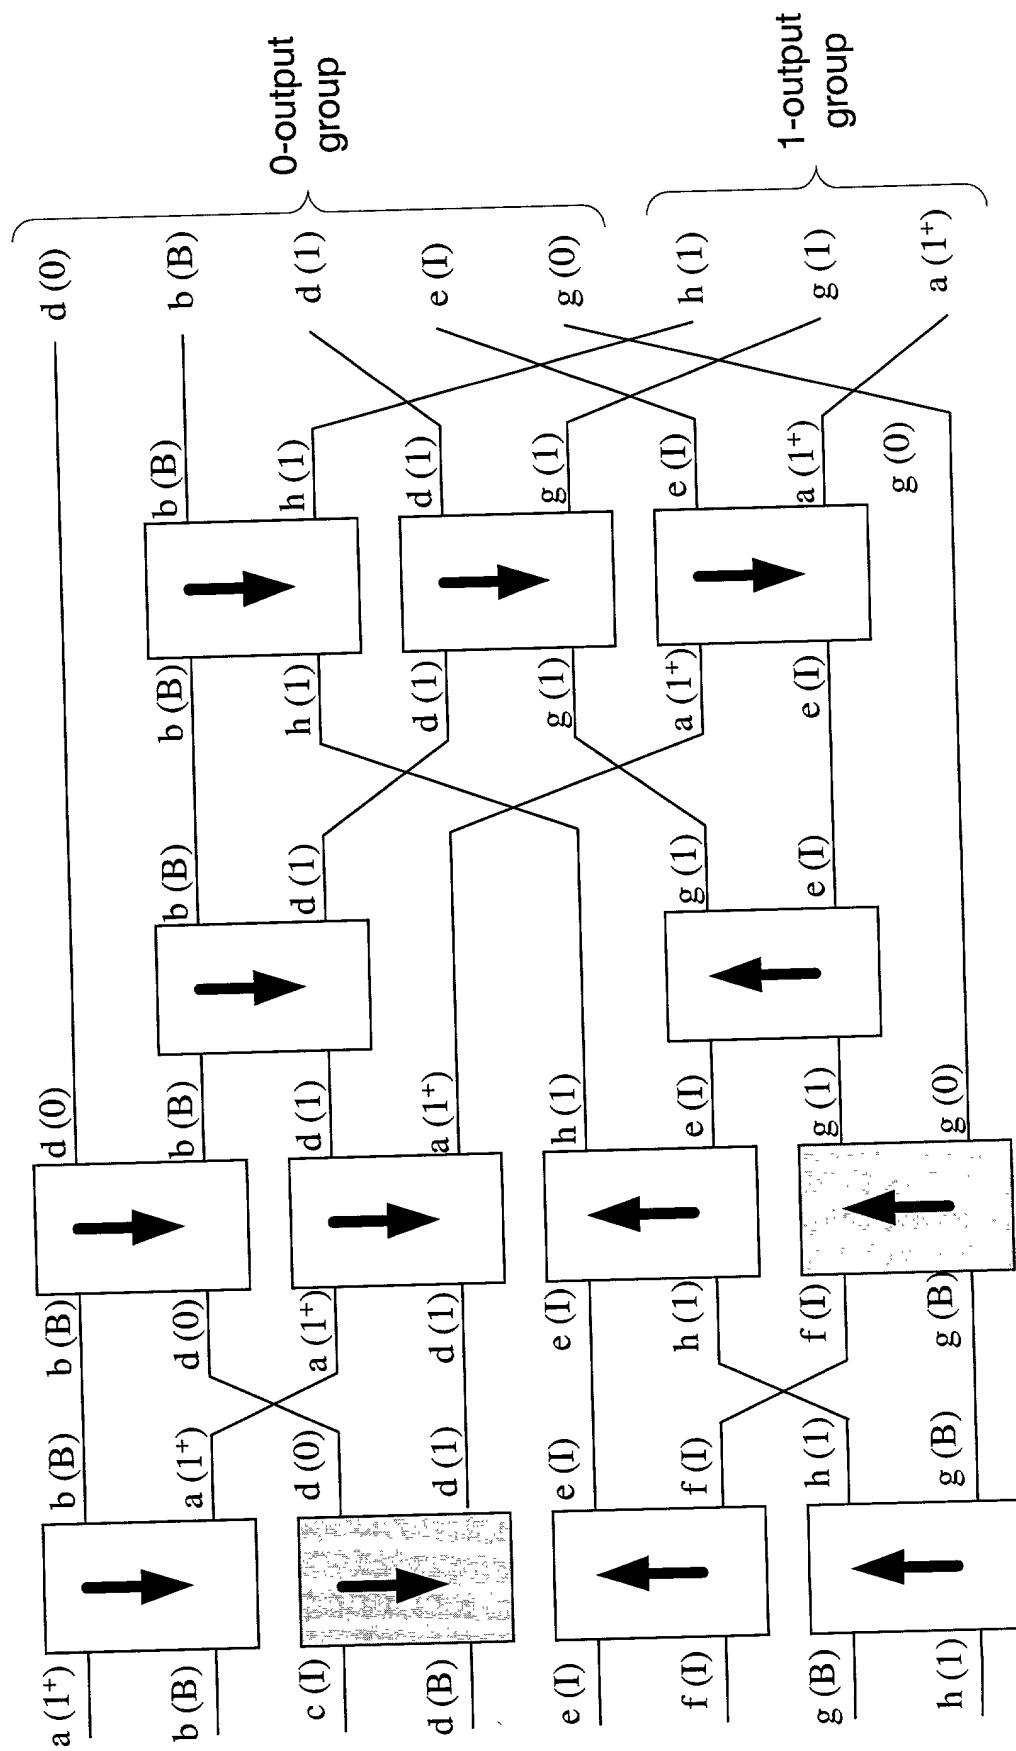 a (1⁺)
b (B)
c (I)
d (B)
e (I)
f (I)
g (B)
h (1)
b (B)
a (1⁺)
d (0)
d (1)
e (I)
f (I)
h (1)
g (B)
b (B)
d (0)
a (1⁺)
d (1)
e (I)
h (1)
f (I)
g (B)
d (0)
b (B)
d (1)
a (1⁺)
h (1)
e (I)
g (1)
g (0)
b (B)
d (1)
g (1)
e (I)
b (B)
h (1)
d (1)
g (1)
a (1⁺)
e (I)
b (B)
h (1)
d (1)
g (1)
e (I)
a (1⁺)
g (0)
d (0)
b (B)
d (1)
e (I)
g (0)
h (1)
g (1)
a (1⁺)
0-output
group
1-output
group